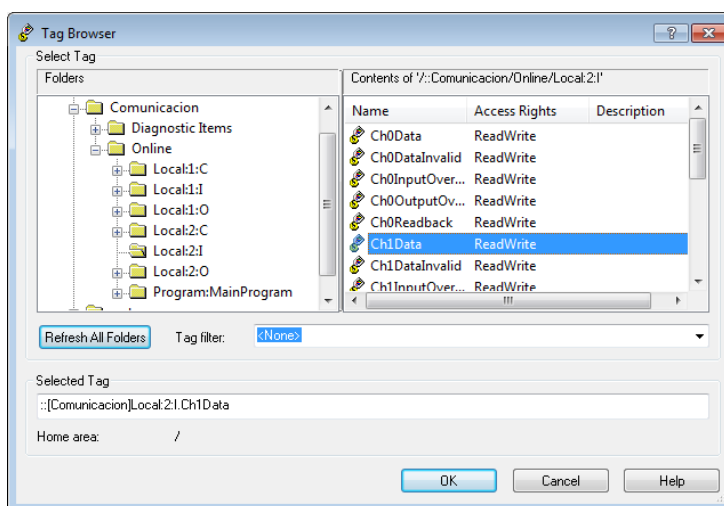 Tag Browser
Select Tag
Folders
Contents of '/::Comunicacion/Online/Local:2:I'
Comunicacion
Diagnostic Items
Online
Local:1:C
Local:1:I
Local:1:O
Local:2:C
Local:2:I
Local:2:O
Program:MainProgram
Name Access Rights Description
Ch0Data ReadWrite
Ch0DataInvalid ReadWrite
Ch0InputOver... ReadWrite
Ch0OutputOv... ReadWrite
Ch0Readback ReadWrite
Ch1Data ReadWrite
Ch1DataInvalid ReadWrite
Ch1InputOver... ReadWrite
Refresh All Folders Tag filter: <None>
Selected Tag
::[Comunicacion]Local:2:I.Ch1Data
Home area: /
OK Cancel Help